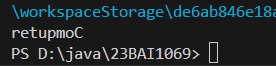 \workspaceStorage\de6ab846e18a
retupmoC
PS D:\java\23BAI1069>